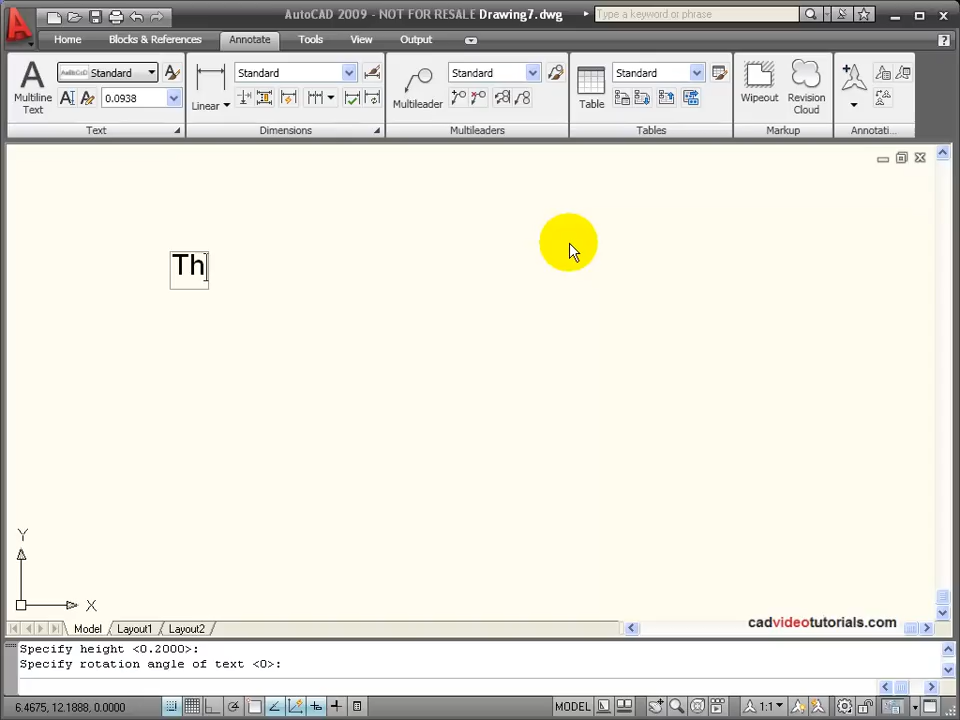 AutoCAD 2009 - NOT FOR RESALE Drawing7.dwg
Type a keyword or phrase
Home
Blocks & References
Annotate
Tools
View
Output
Multiline Text
Standard
0.0938
Text
Linear
Standard
Dimensions
Multileader
Standard
Multileaders
Table
Standard
Tables
Wipeout
Revision Cloud
Markup
Annotati...
Th
Y
X
Model
Layout1
Layout2
cadvideotutorials.com
Specify height <0.2000>:
Specify rotation angle of text <0>:
6.4675, 12.1888, 0.0000
MODEL
1:1